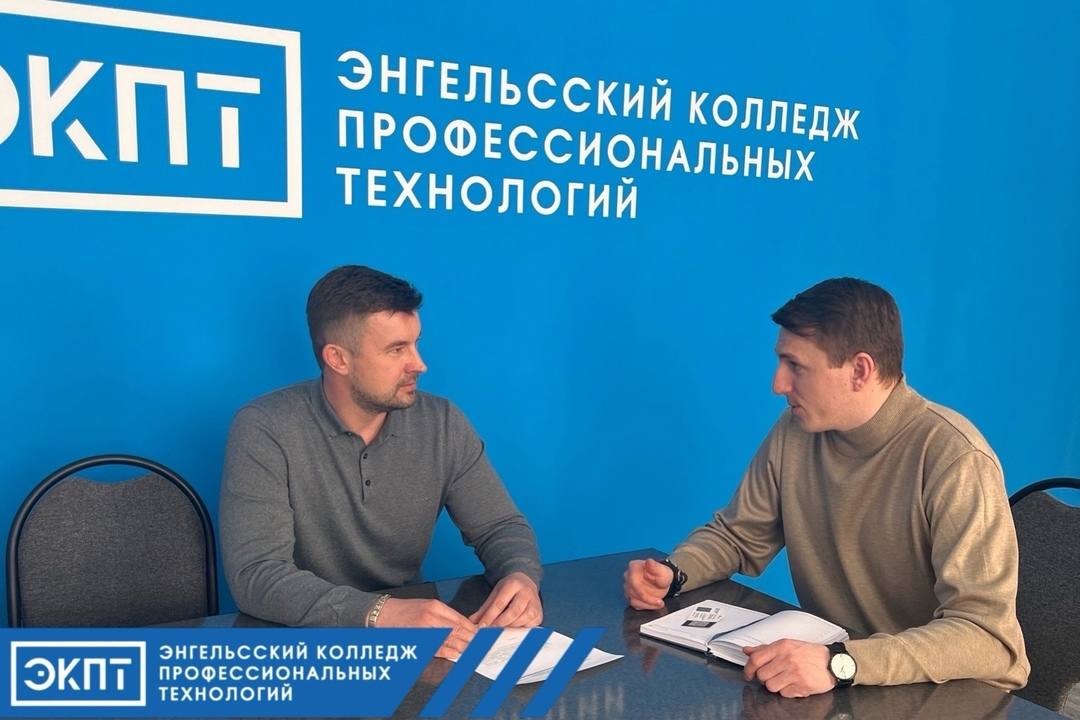 ЭКПТ
ЭНГЕЛЬССКИЙ КОЛЛЕДЖ
ПРОФЕССИОНАЛЬНЫХ
ТЕХНОЛОГИЙ
ЭКПТ
ЭНГЕЛЬССКИЙ КОЛЛЕДЖ
ПРОФЕССИОНАЛЬНЫХ
ТЕХНОЛОГИЙ